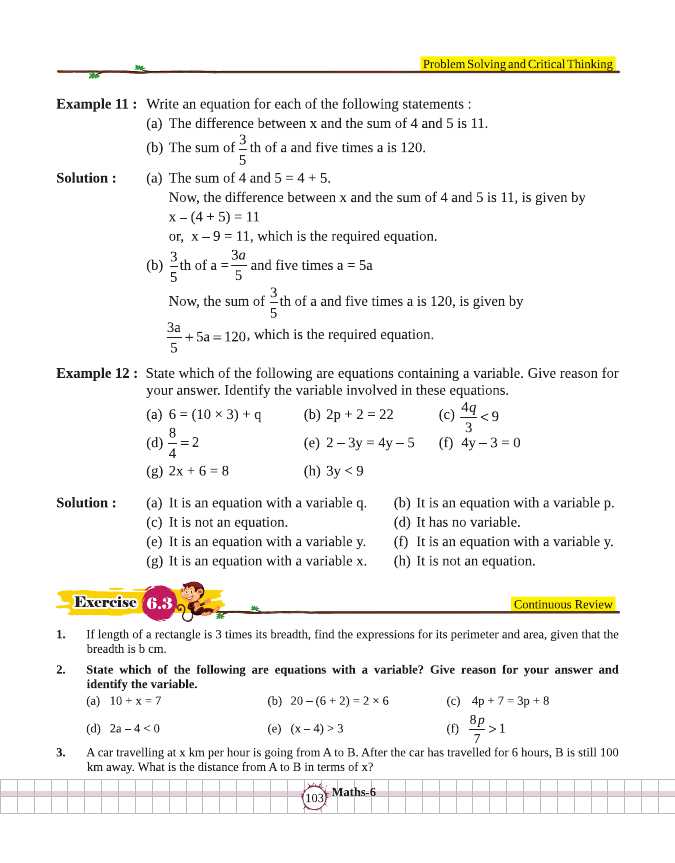 Problem Solving and Critical Thinking
Example 11 : Write an equation for each of the following statements :
(a) The difference between x and the sum of 4 and 5 is 11.
(b) The sum of 3/5 th of a and five times a is 120.
Solution : (a) The sum of 4 and 5 = 4 + 5.
Now, the difference between x and the sum of 4 and 5 is 11, is given by
x – (4 + 5) = 11
or, x – 9 = 11, which is the required equation.
(b) 3/5 th of a = 3a/5 and five times a = 5a
Now, the sum of 3/5 th of a and five times a is 120, is given by
3a/5 + 5a = 120, which is the required equation.
Example 12 : State which of the following are equations containing a variable. Give reason for
your answer. Identify the variable involved in these equations.
(a) 6 = (10 × 3) + q (b) 2p + 2 = 22 (c) 4q/3 < 9
(d) 8/4 = 2 (e) 2 – 3y = 4y – 5 (f) 4y – 3 = 0
(g) 2x + 6 = 8 (h) 3y < 9
Solution : (a) It is an equation with a variable q. (b) It is an equation with a variable p.
(c) It is not an equation. (d) It has no variable.
(e) It is an equation with a variable y. (f) It is an equation with a variable y.
(g) It is an equation with a variable x. (h) It is not an equation.
Exercise 6.3
Continuous Review
1. If length of a rectangle is 3 times its breadth, find the expressions for its perimeter and area, given that the
breadth is b cm.
2. State which of the following are equations with a variable? Give reason for your answer and
identify the variable.
(a) 10 + x = 7 (b) 20 – (6 + 2) = 2 × 6 (c) 4p + 7 = 3p + 8
(d) 2a – 4 < 0 (e) (x – 4) > 3 (f) 8p/7 > 1
3. A car travelling at x km per hour is going from A to B. After the car has travelled for 6 hours, B is still 100
km away. What is the distance from A to B in terms of x?
103 Maths-6